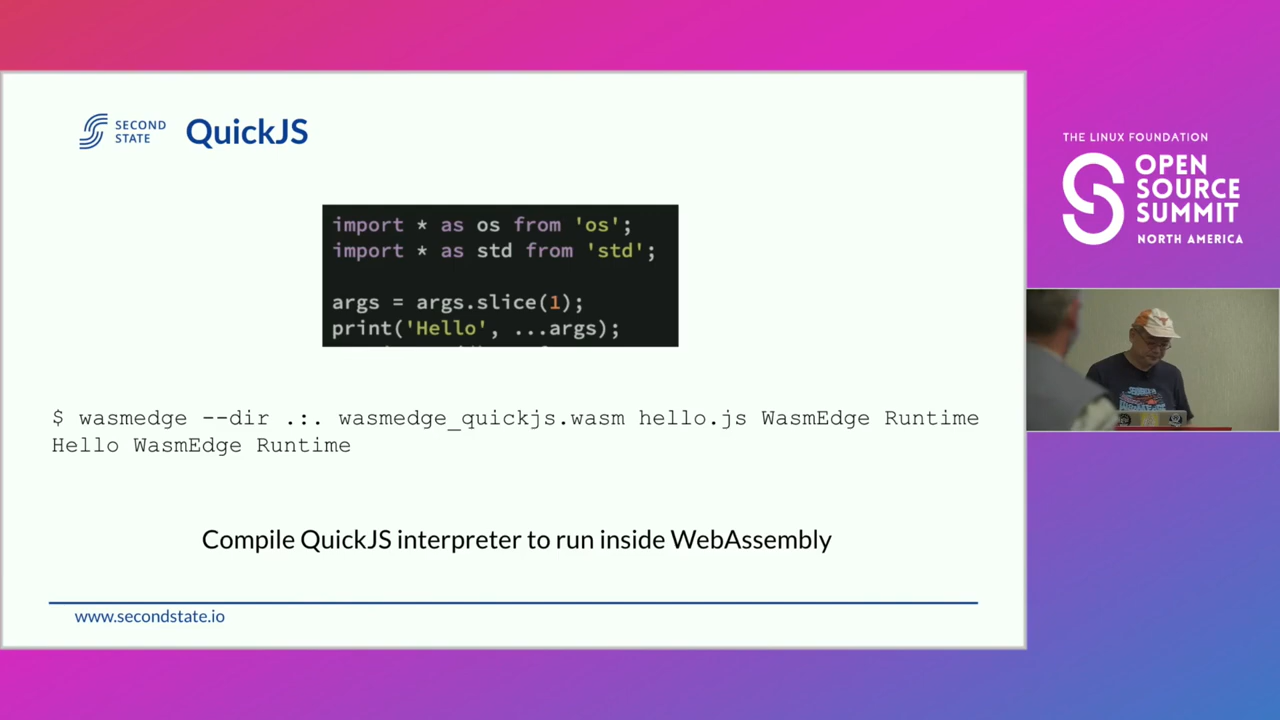 SECOND
STATE
QuickJS
import * as os from 'os';
import * as std from 'std';
args = args.slice(1);
print('Hello', ...args);
$ wasmedge --dir .:. wasmedge_quickjs.wasm hello.js WasmEdge Runtime
Hello WasmEdge Runtime
Compile QuickJS interpreter to run inside WebAssembly
www.secondstate.io
THE LINUX FOUNDATION
OPEN
SOURCE
SUMMIT
NORTH AMERICA